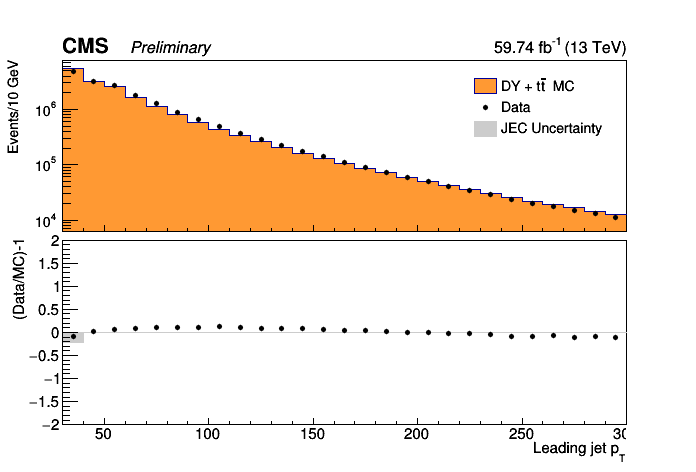 CMS Preliminary 59.74 fb⁻¹ (13 TeV)
Events/10 GeV
10⁶
10⁵
10⁴
DY + tt̄ MC
Data
JEC Uncertainty
(Data/MC)-1
2
1.5
1
0.5
0
−0.5
−1
−1.5
−2
50 100 150 200 250 30
Leading jet p_T